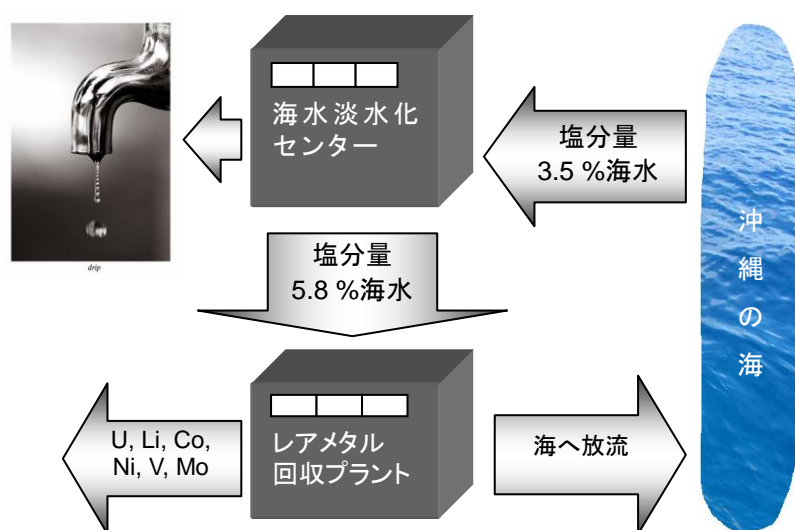 海水淡水化
センター
塩分量
3.5 %海水
drip
塩分量
5.8 %海水
沖縄の海
U, Li, Co,
Ni, V, Mo
レアメタル
回収プラント
海へ放流